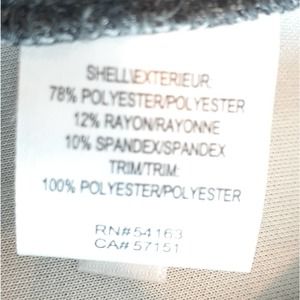 SHELL\EXTERIEUR:
78% POLYESTER/POLYESTER
12% RAYON/RAYONNE
10% SPANDEX/SPANDEX
TRIM/TRIM:
100% POLYESTER/POLYESTER
RN# 54163
CA# 57151